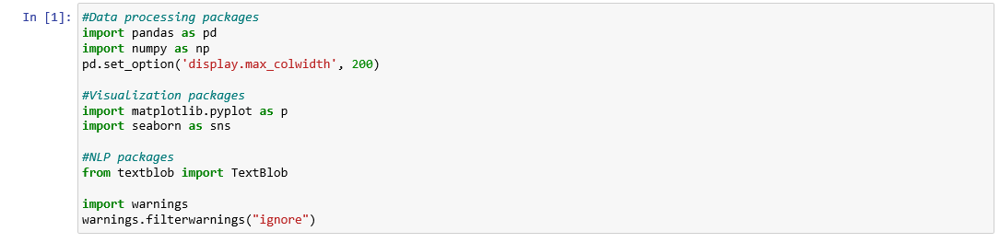 In [1]: #Data processing packages
import pandas as pd
import numpy as np
pd.set_option('display.max_colwidth', 200)
#Visualization packages
import matplotlib.pyplot as p
import seaborn as sns
#NLP packages
from textblob import TextBlob
import warnings
warnings.filterwarnings("ignore")